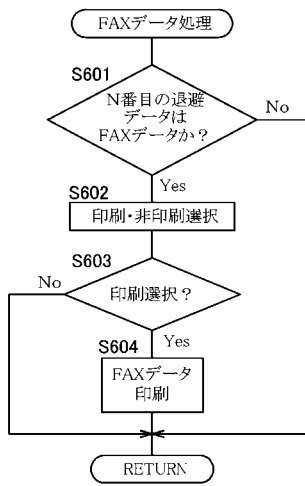 FAXデータ処理
S601
N番目の退避
データは
FAXデータか？
No
Yes
S602
印刷・非印刷選択
S603
No
印刷選択？
Yes
S604
FAXデータ
印刷
RETURN